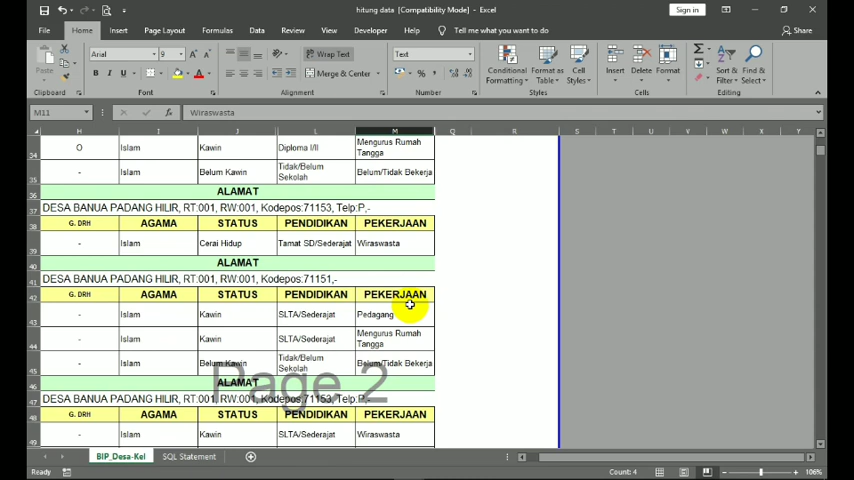 hitung data [Compatibility Mode] - Excel
Sign in
File Home Insert Page Layout Formulas Data Review View Developer Help Tell me what you want to do Share
Arial 9 Wrap Text Text
Paste B I U Merge & Center % Conditional Formatting Format as Table Cell Styles Insert Delete Format Sort & Filter Find & Select
Clipboard Font Alignment Number Styles Cells Editing
M11 Wiraswasta
H I J L M Q R S T U V W X Y
34 O Islam Kawin Diploma I/II Mengurus Rumah Tangga
35 - Islam Belum Kawin Tidak/Belum Sekolah Belum/Tidak Bekerja
36 ALAMAT
37 DESA BANUA PADANG HILIR, RT:001, RW:001, Kodepos:71153, Telp:P,-
38 G. DRH AGAMA STATUS PENDIDIKAN PEKERJAAN
39 - Islam Cerai Hidup Tamat SD/Sederajat Wiraswasta
40 ALAMAT
41 DESA BANUA PADANG HILIR, RT:001, RW:001, Kodepos:71151,-
42 G. DRH AGAMA STATUS PENDIDIKAN PEKERJAAN
43 - Islam Kawin SLTA/Sederajat Pedagang
44 - Islam Kawin SLTA/Sederajat Mengurus Rumah Tangga
45 - Islam Belum Kawin Tidak/Belum Sekolah Belum/Tidak Bekerja
Page 2
46 ALAMAT
47 DESA BANUA PADANG HILIR, RT:001, RW:001, Kodepos:71153, Telp:P,-
48 G. DRH AGAMA STATUS PENDIDIKAN PEKERJAAN
49 - Islam Kawin SLTA/Sederajat Wiraswasta
BIP_Desa-Kel SQL Statement
Ready Count: 4 106%